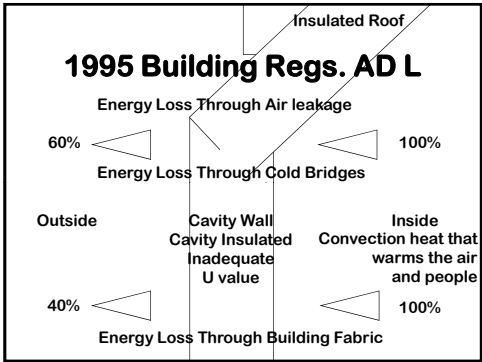 Insulated Roof
1995 Building Regs. AD L
Energy Loss Through Air leakage
60%
100%
Energy Loss Through Cold Bridges
Outside
Cavity Wall
Cavity Insulated
Inadequate
U value
Inside
Convection heat that
warms the air
and people
40%
100%
Energy Loss Through Building Fabric